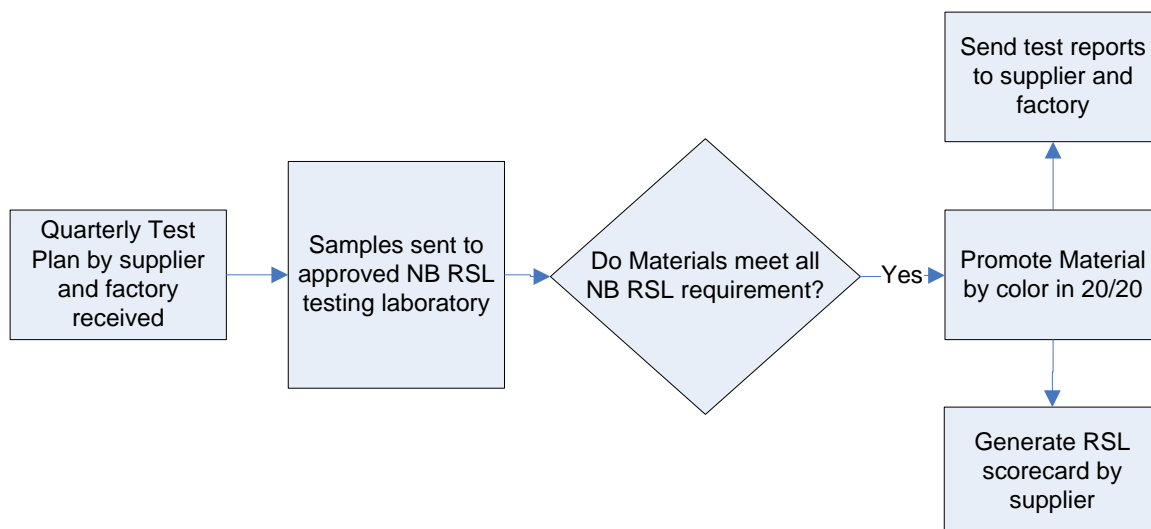 Quarterly Test
Plan by supplier
and factory
received
Samples sent to
approved NB RSL
testing laboratory
Do Materials meet all
NB RSL requirement?
Yes
Send test reports
to supplier and
factory
Promote Material
by color in 20/20
Generate RSL
scorecard by
supplier